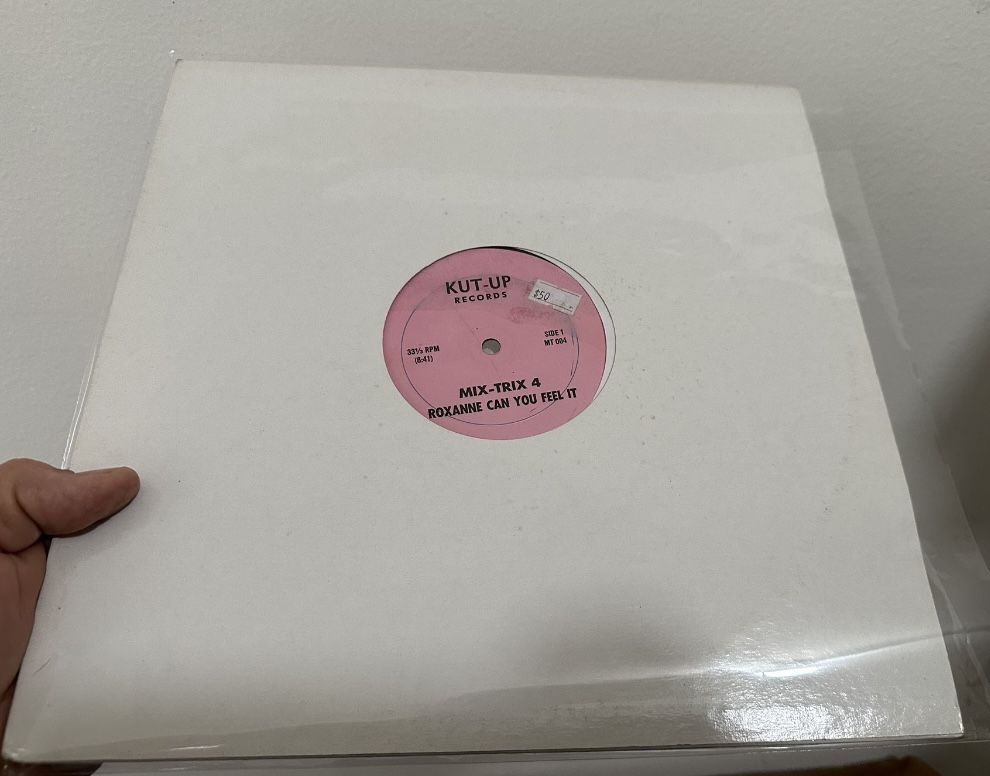 KUT-UP
RECORDS
$50
33⅓ RPM
(8:41)
SIDE 1
MT 004
MIX-TRIX 4
ROXANNE CAN YOU FEEL IT